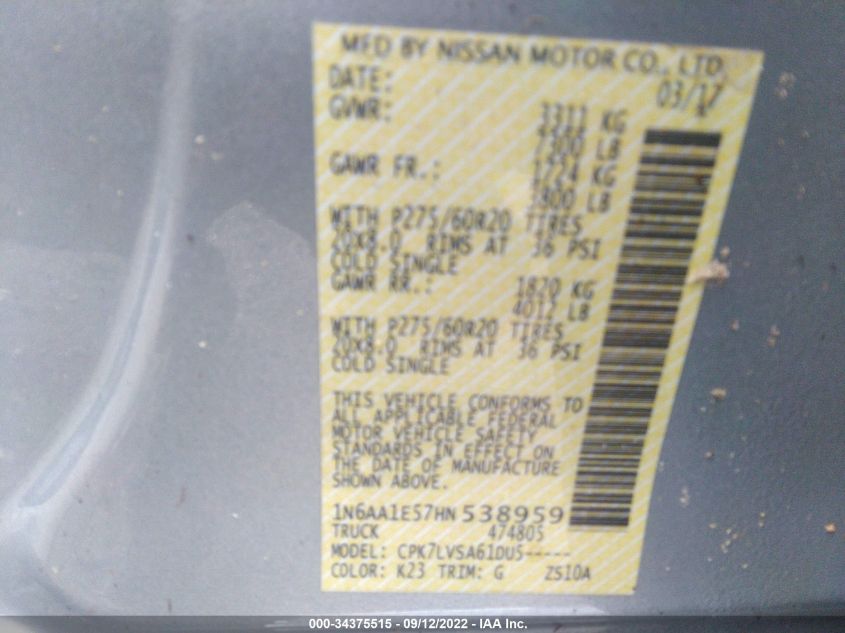 MFD BY NISSAN MOTOR CO., LTD
DATE: 03/17
GVWR: 3311 KG
7300 LB
GAWR FR.: 1724 KG
3800 LB
WITH P275/60R20 TIRES
20X8.0 RIMS AT 36 PSI
COLD SINGLE
GAWR RR.: 1820 KG
4012 LB
WITH P275/60R20 TIRES
20X8.0 RIMS AT 36 PSI
COLD SINGLE
THIS VEHICLE CONFORMS TO
ALL APPLICABLE FEDERAL
MOTOR VEHICLE SAFETY
STANDARDS IN EFFECT ON
THE DATE OF MANUFACTURE
SHOWN ABOVE.
1N6AA1E57HN538959
TRUCK 474805
MODEL: CPK7LVSA61DU5-----
COLOR: K23 TRIM: G ZS10A
000-34375515 - 09/12/2022 - IAA Inc.